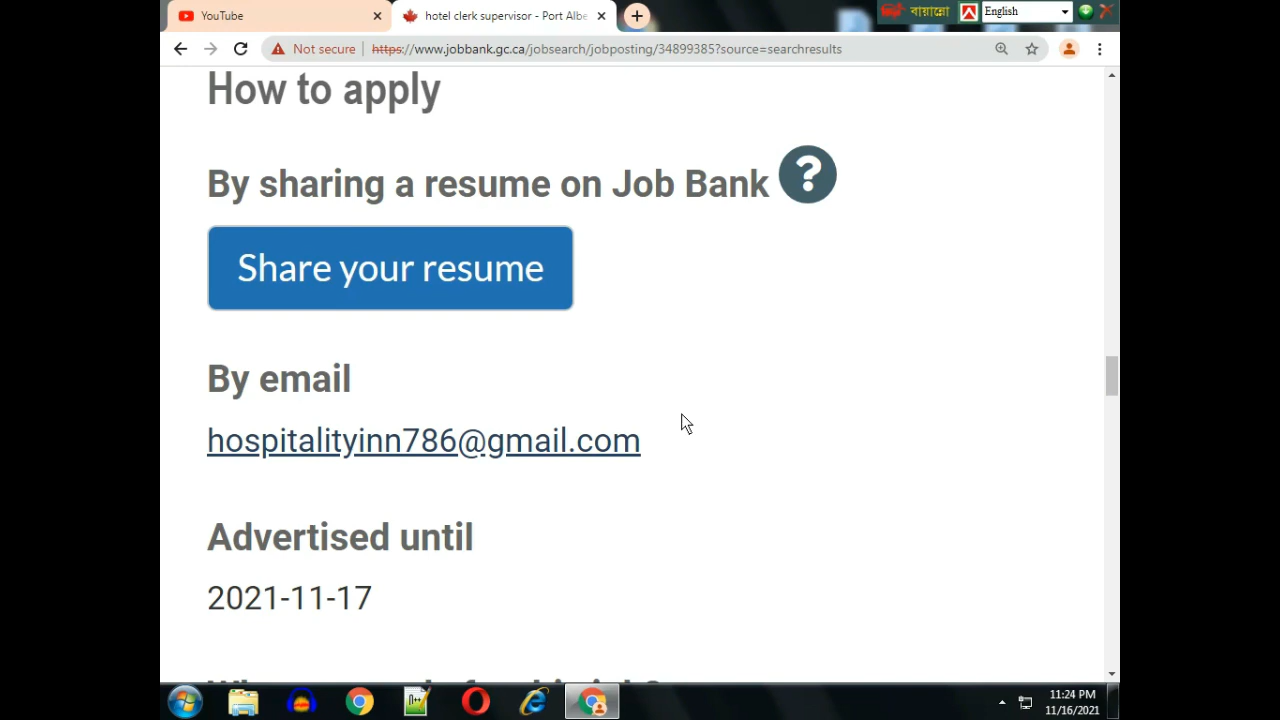 YouTube
hotel clerk supervisor - Port Albe
বায়ান্নো
English
Not secure
https://www.jobbank.gc.ca/jobsearch/jobposting/34899385?source=searchresults
How to apply
By sharing a resume on Job Bank ?
Share your resume
By email
hospitalityinn786@gmail.com
Advertised until
2021-11-17
11:24 PM
11/16/2021